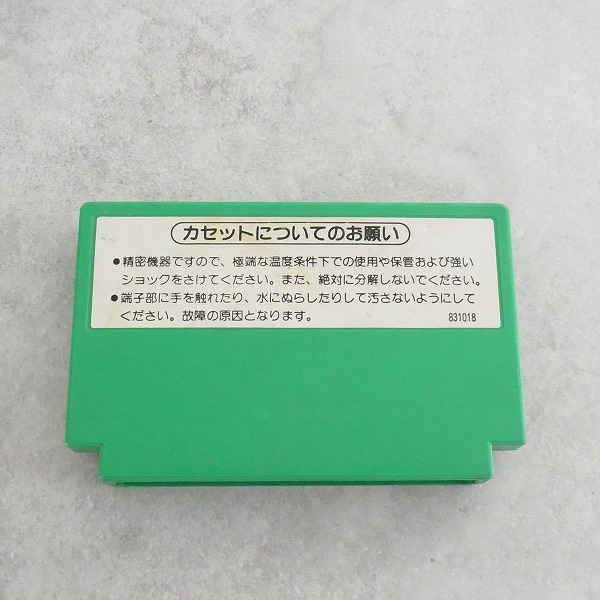 カセットについてのお願い
●精密機器ですので、極端な温度条件下での使用や保管および強い
ショックをさけてください。また、絶対に分解しないでください。
●端子部に手を触れたり、水にぬらしたりして汚さないようにして
ください。故障の原因となります。
831018